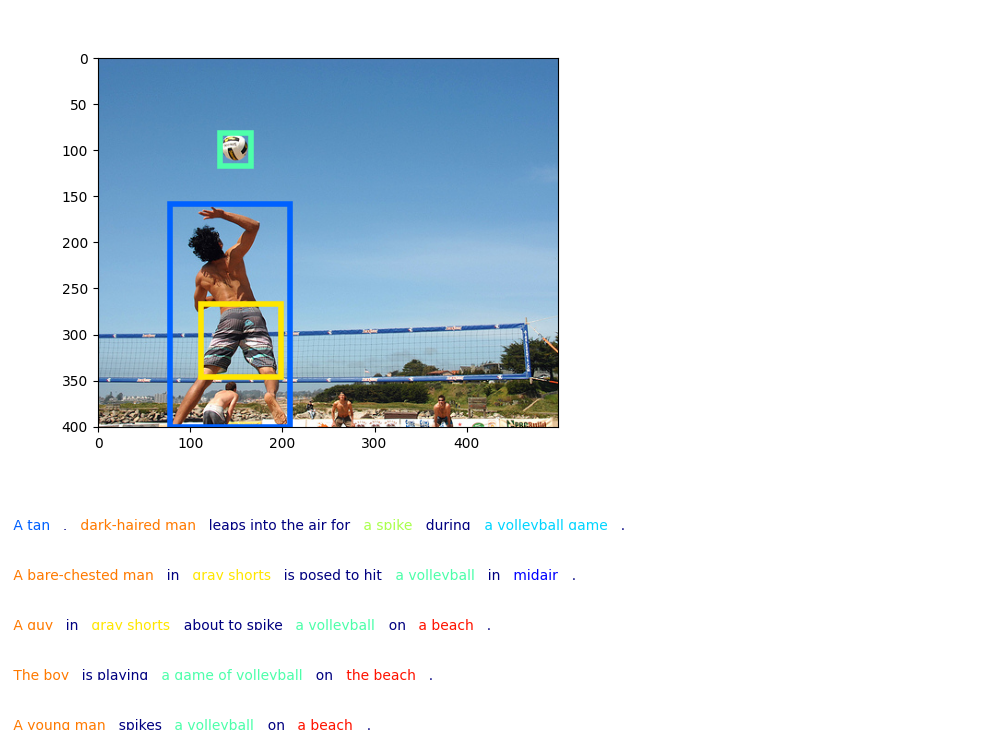 0
50
100
150
200
250
300
350
400
0 100 200 300 400
A tan , dark-haired man leaps into the air for a spike during a volleyball game .
A bare-chested man in gray shorts is posed to hit a volleyball in midair .
A guy in gray shorts about to spike a volleyball on a beach .
The boy is playing a game of volleyball on the beach .
A young man spikes a volleyball on a beach .